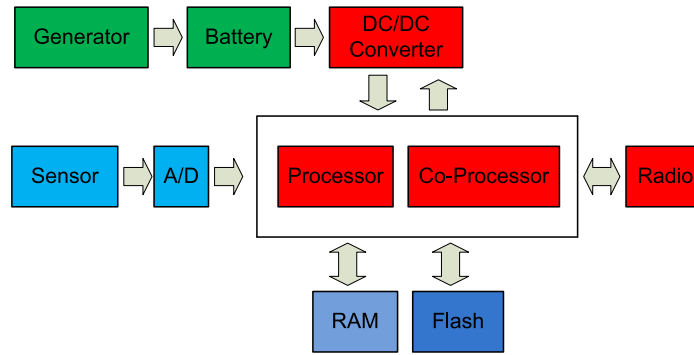 Generator
Battery
DC/DC
Converter
Sensor
A/D
Processor
Co-Processor
Radio
RAM
Flash